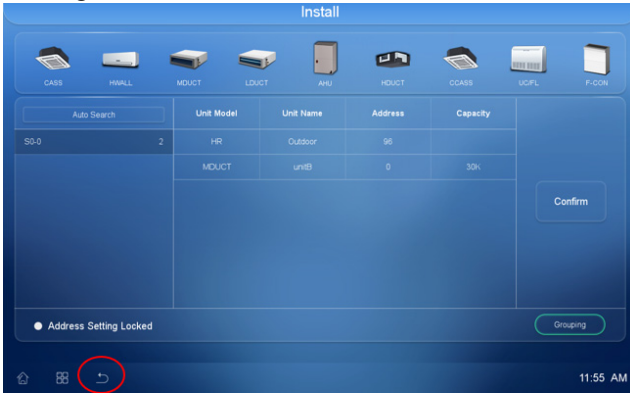 Install
CASS HWALL MDUCT LDUCT AHU HDUCT CCASS UC/FL F-CON
Auto Search Unit Model Unit Name Address Capacity
S0-0 2 HR Outdoor 96
MDUCT unitB 0 30K
Confirm
Address Setting Locked Grouping
11:55 AM